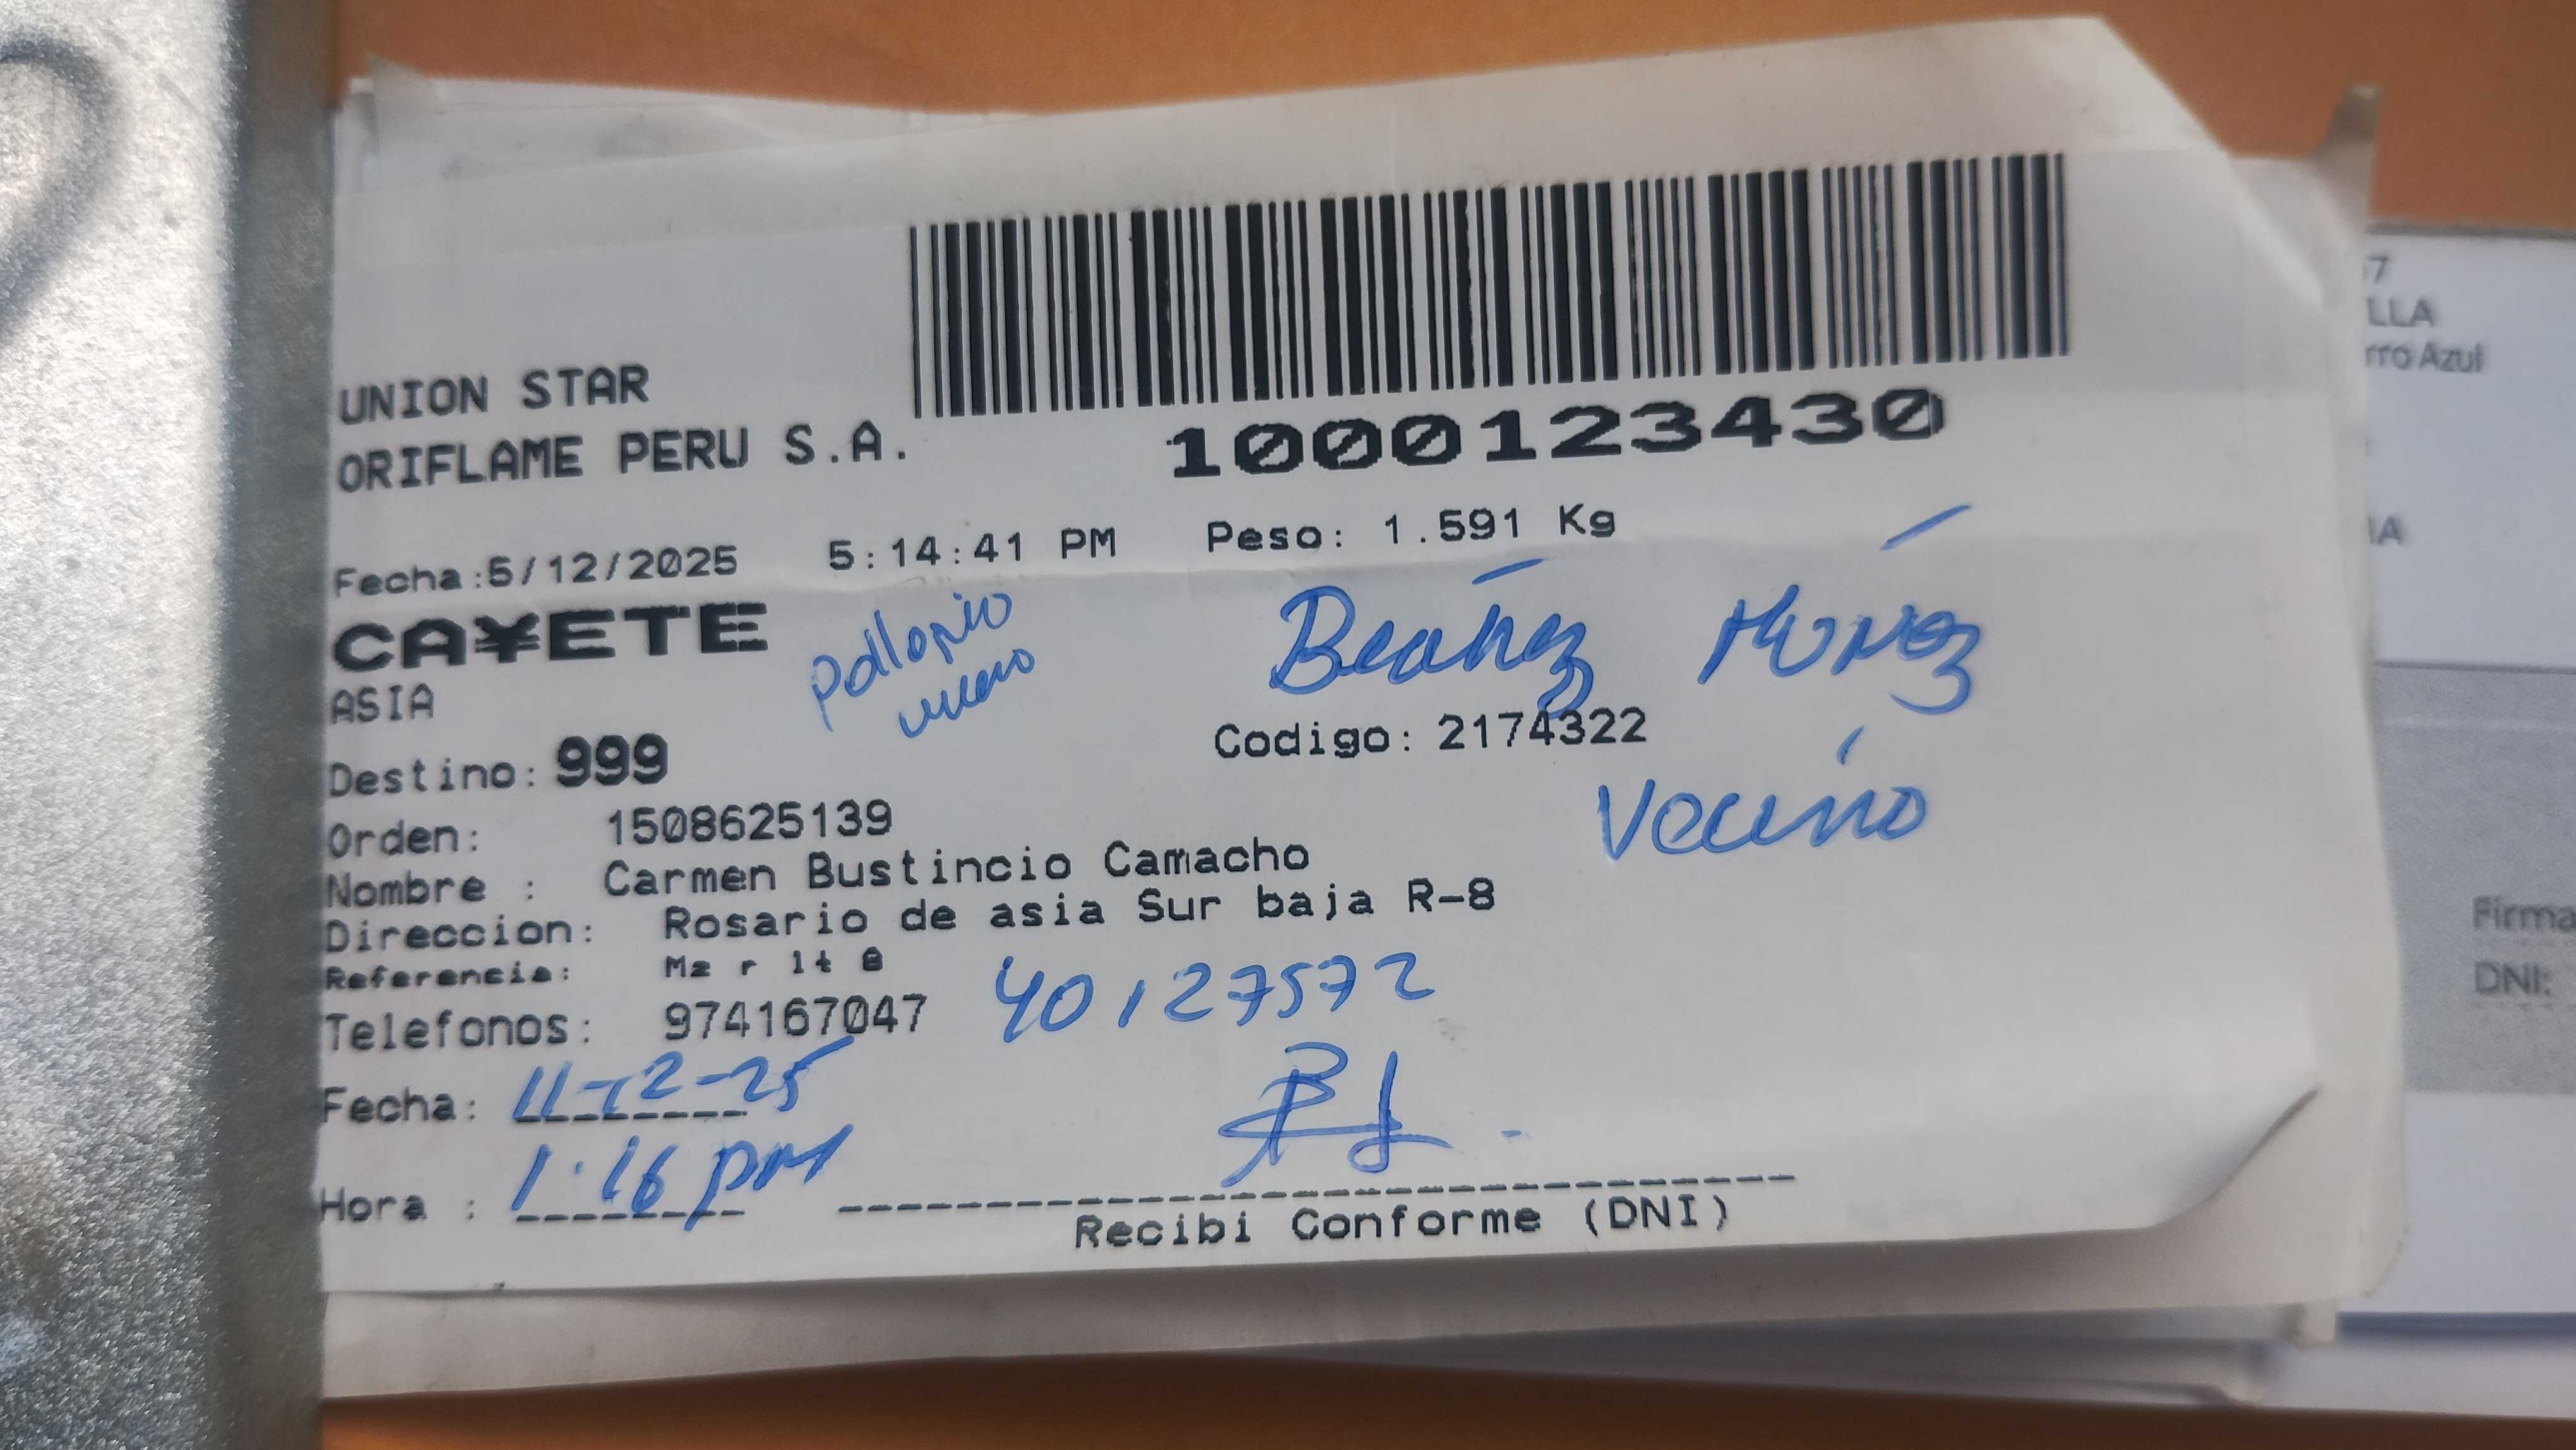 UNION STAR
ORIFLAME PERU S.A.
1000123430
Fecha:5/12/2025 5:14:41 PM Peso: 1.591 Kg
CA¥ETE
Muñoz
ASIA
Codigo: 2174322
Destino: 999
Vecino
Orden: 1508625139
Nombre : Carmen Bustincio Camacho
Direccion: Rosario de asia Sur baja R-8
Referencia: Mz r lt 8
Telefonos: 974167047 40127572
Fecha: 11-12-25
Hora : 1:16 pm
Recibi Conforme (DNI)
LLA
rro Azul
Firma
DNI: